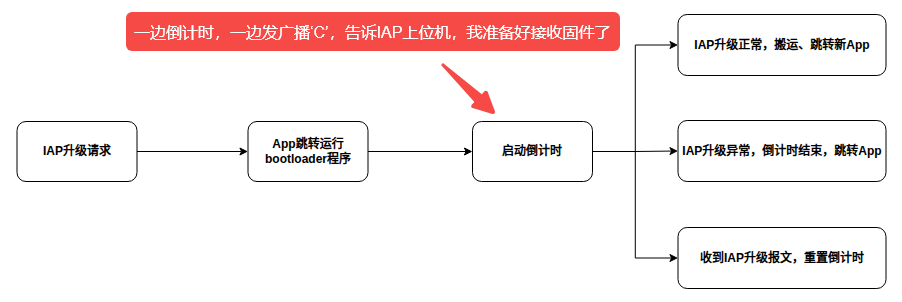 一边倒计时，一边发广播‘C’，告诉IAP上位机，我准备好接收固件了
IAP升级正常，搬运、跳转新App
IAP升级请求
App跳转运行
bootloader程序
启动倒计时
IAP升级异常，倒计时结束，跳转App
收到IAP升级报文，重置倒计时